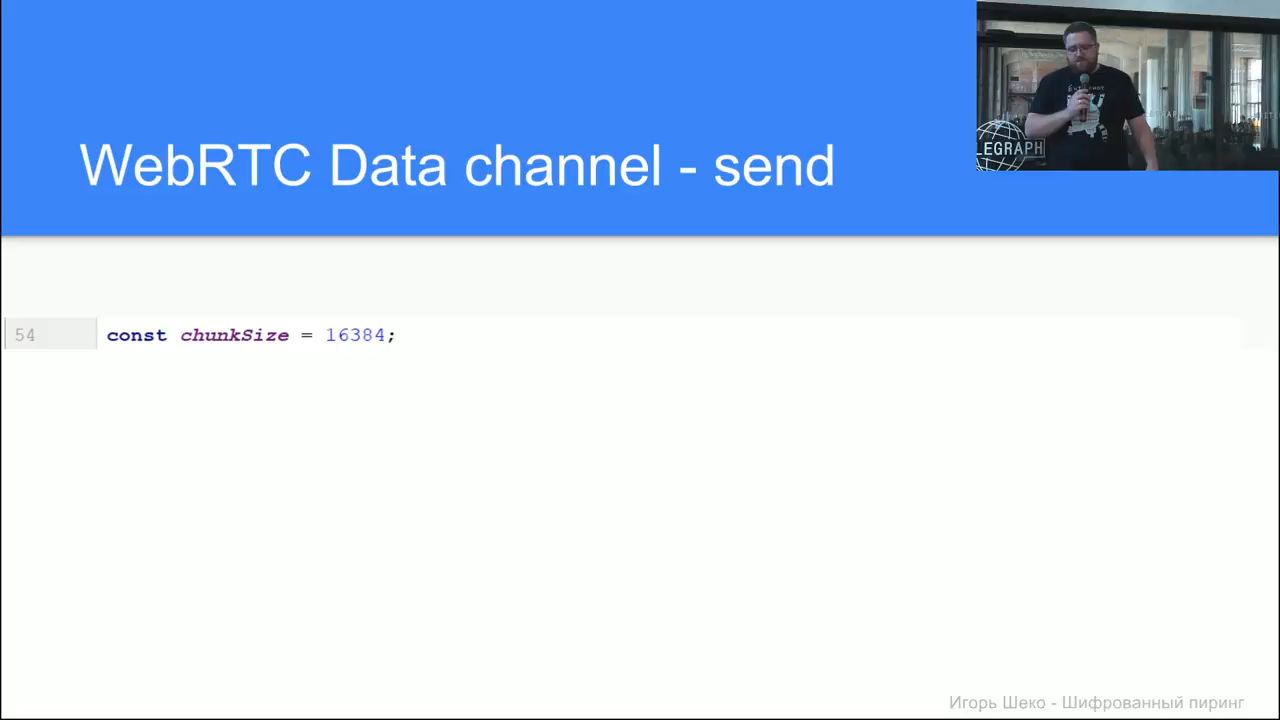 WebRTC Data channel - send
LEGRAPH
54 const chunkSize = 16384;
Игорь Шеко - Шифрованный пиринг